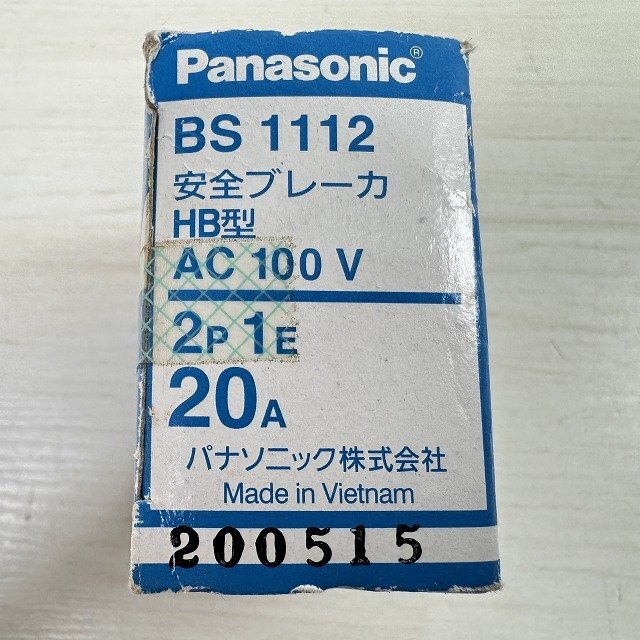 Panasonic®
BS 1112
安全ブレーカ
HB型
AC 100 V
2P 1E
20A
パナソニック株式会社
Made in Vietnam
200515